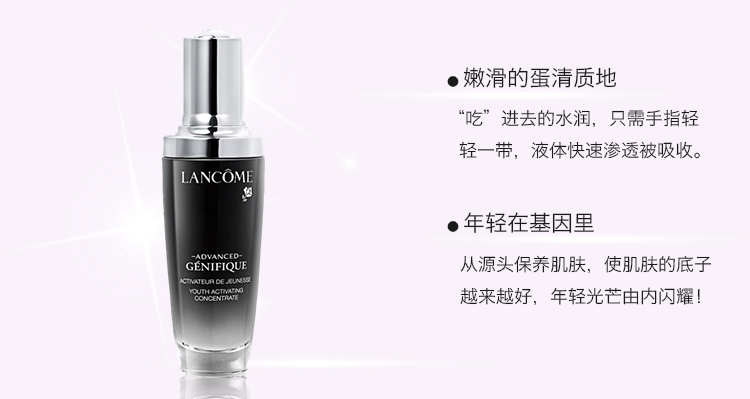 LANCÔME
-ADVANCED-
GÉNIFIQUE
ACTIVATEUR DE JEUNESSE
YOUTH ACTIVATING
CONCENTRATE
● 嫩滑的蛋清质地
“吃”进去的水润，只需手指轻
轻一带，液体快速渗透被吸收。
● 年轻在基因里
从源头保养肌肤，使肌肤的底子
越来越好，年轻光芒由内闪耀！